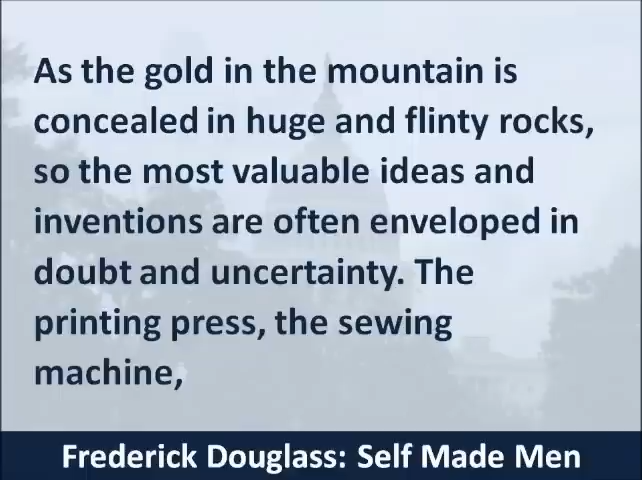 As the gold in the mountain is
concealed in huge and flinty rocks,
so the most valuable ideas and
inventions are often enveloped in
doubt and uncertainty. The
printing press, the sewing
machine,
Frederick Douglass: Self Made Men